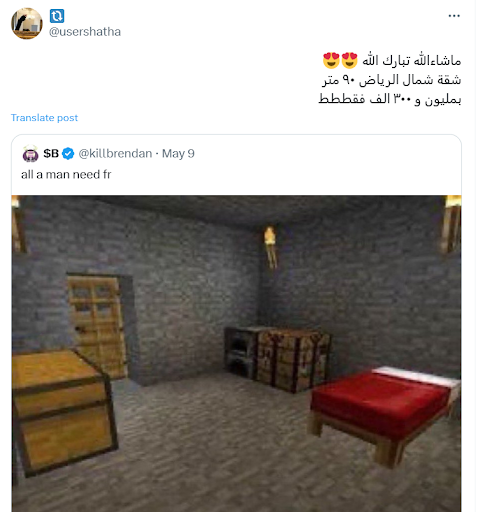 @usershatha
ماشاءالله تبارك الله 😍😍
شقة شمال الرياض ٩٠ متر
بمليون و ٣٠٠ الف فقطططط
Translate post
$B @killbrendan · May 9
all a man need fr